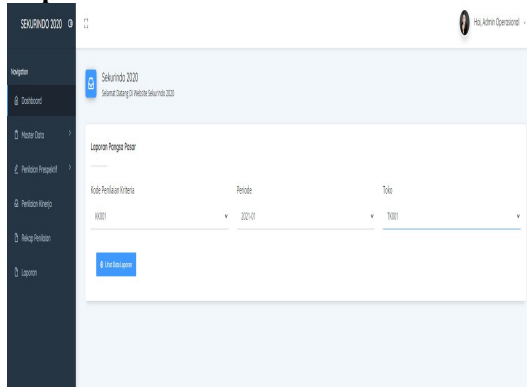 SEKURINDO 2020
Hai, Admin Operasional
Navigation
Dashboard
Master Data
Penilaian Prespektif
Penilaian Kinerja
Rekap Penilaian
Laporan
Sekurindo 2020
Selamat Datang Di Website Sekurindo 2020
Laporan Pangsa Pasar
Kode Penilaian Kriteria
Periode
Toko
KK001
2021-01
TK001
Lihat Data Laporan